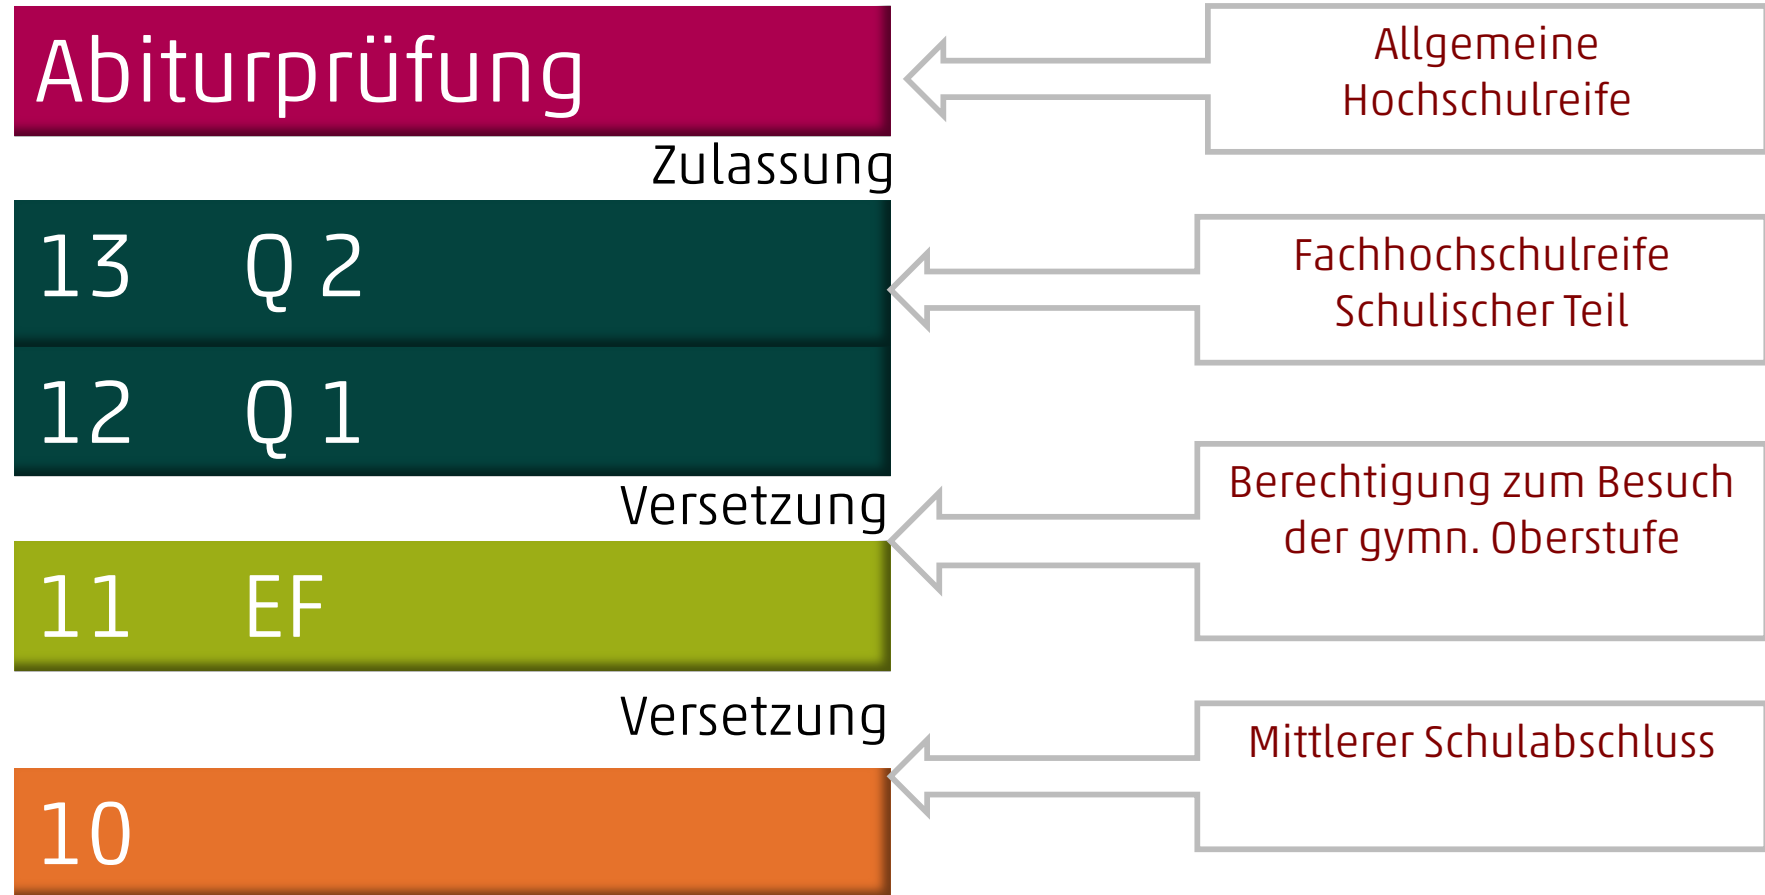 Abiturprüfung
Allgemeine
Hochschulreife
Zulassung
13 Q 2
Fachhochschulreife
Schulischer Teil
12 Q 1
Versetzung
Berechtigung zum Besuch
der gymn. Oberstufe
11 EF
Versetzung
Mittlerer Schulabschluss
10